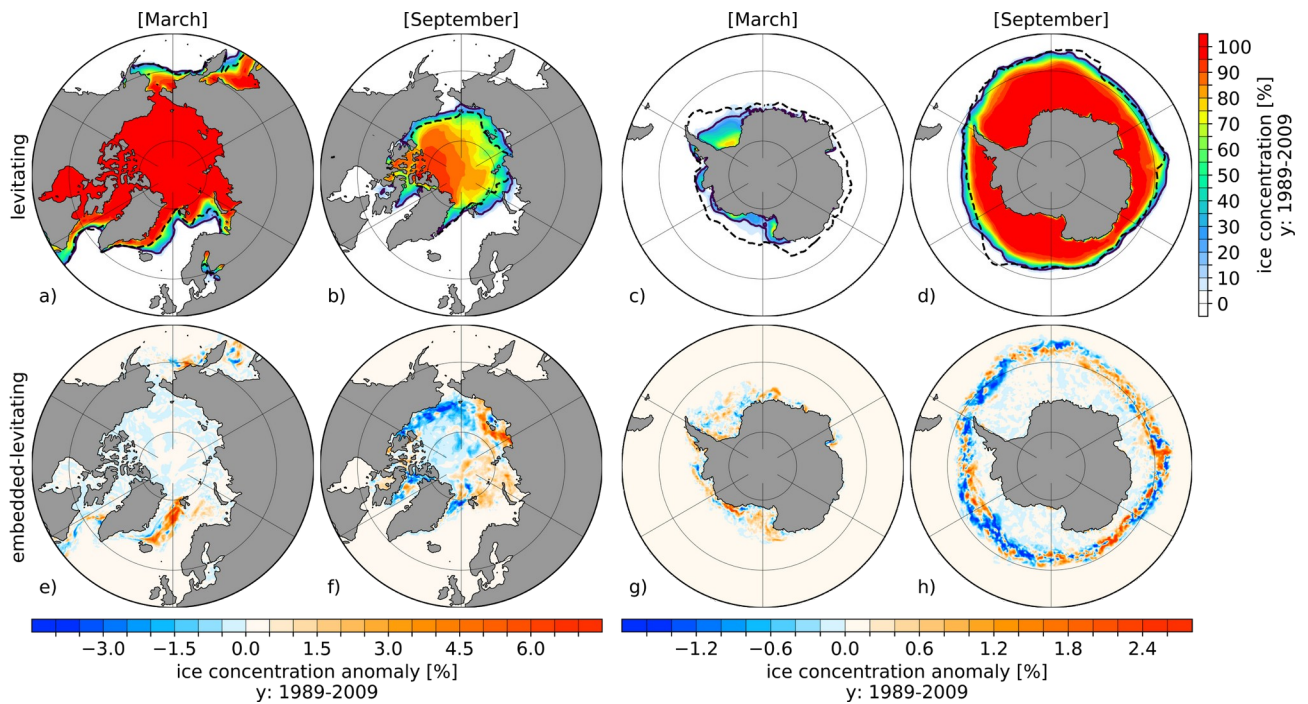 [March]
[September]
[March]
[September]
levitating
a)
b)
c)
d)
100
90
80
70
60
50
40
30
20
10
0
ice concentration [%]
y: 1989-2009
embedded-levitating
e)
f)
g)
h)
−3.0 −1.5 0.0 1.5 3.0 4.5 6.0
ice concentration anomaly [%]
y: 1989-2009
−1.2 −0.6 0.0 0.6 1.2 1.8 2.4
ice concentration anomaly [%]
y: 1989-2009